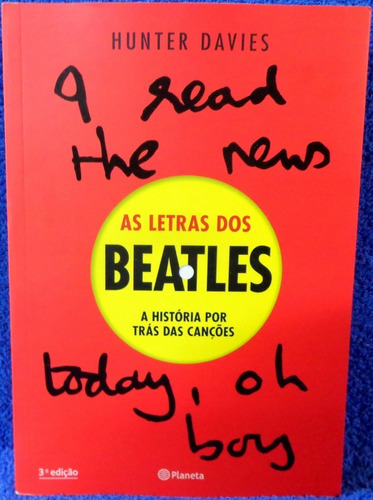 HUNTER DAVIES
I read
the news
AS LETRAS DOS
BEATLES
A HISTÓRIA POR
TRÁS DAS CANÇÕES
today, oh
boy
3ª edição
Planeta